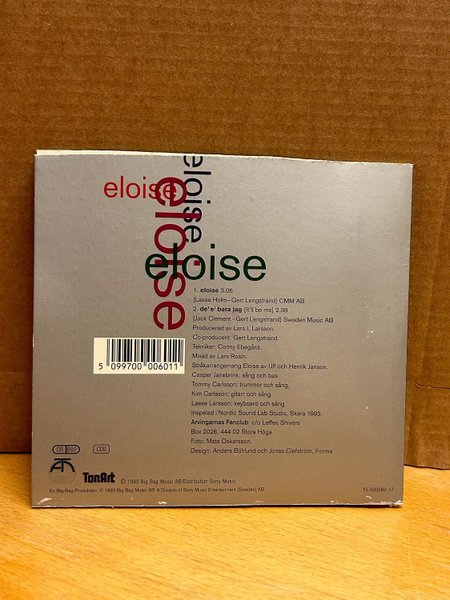 eloise
eloise
eloise
eloise
1. eloise 3.06
[Lasse Holm–Gert Lengstrand] CMM AB
2. de' e' bara jag [It'll be me] 2.38
[Jack Clement–Gert Lengstrand] Sweden Music AB
Producerad av Lars I. Larsson.
Co-producent: Gert Lengstrand.
Tekniker: Conny Ebegård.
Mixad av Lars Rosin.
Stråkarrangemang Eloise av Ulf och Henrik Janson.
Casper Janebrink: sång och bas
Tommy Carlsson: trummor och sång.
Kim Carlsson: gitarr och sång.
Lasse Larsson: keyboard och sång
Inspelad i Nordic Sound Lab Studio, Skara 1993.
Arvingarnas Fanclub: c/o Leffes Shivers
Box 2028, 444 02 Stora Höga.
Foto: Mats Oskarsson.
Design: Anders Bühlund och Jonas Clefström, Forma
5 099700 006011
CB
CDS
TonArt
℗ 1993 Big Bag Music AB Distribution Sony Music
En Big Bag Produktion. © 1993 Big Bag Music AB A Division of Sony Music Entertainment [Sweden] AB.
15-000060-17